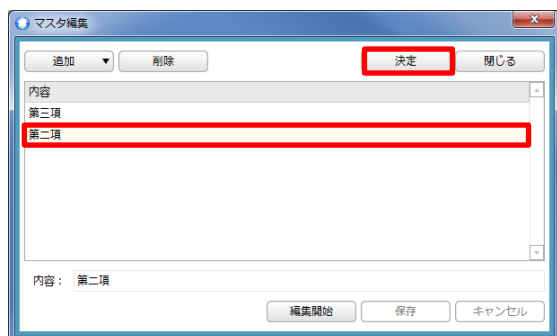 マスタ編集
追加 ▼ 削除 決定 閉じる
内容
第三項
第二項
内容： 第二項
編集開始 保存 キャンセル